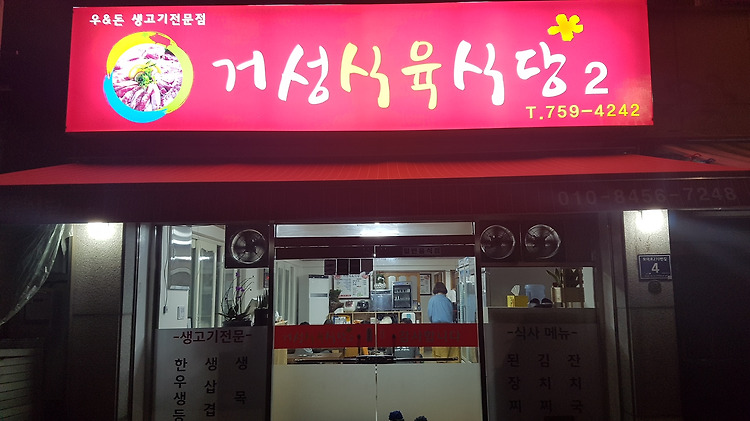 우&돈 생고기전문점
거성식육식당 2
T.759-4242
010-8456-7248
4
-생고기전문-
한우생등
생삼겹
생목
-식사 메뉴-
된장찌
김치찌
잔치국